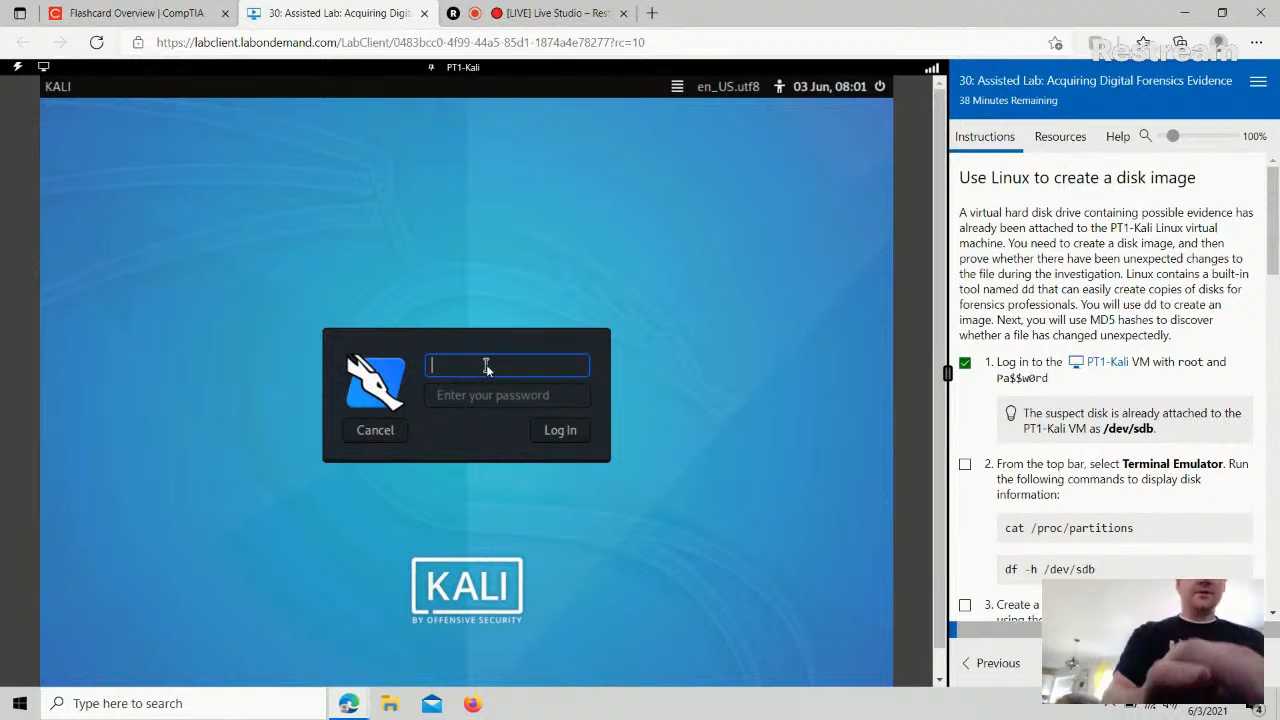 Flashcard Overview | CompTIA
30: Assisted Lab: Acquiring Digit
[LIVE] Live Studio – Rest
https://labclient.labondemand.com/LabClient/0483bcc0-4f99-44a5-85d1-1874a4e78277?rc=10
Restream
PT1-Kali
KALI
en_US.utf8
03 Jun, 08:01
Enter your password
Cancel
Log In
KALI
BY OFFENSIVE SECURITY
30: Assisted Lab: Acquiring Digital Forensics Evidence
38 Minutes Remaining
Instructions
Resources
Help
100%
Use Linux to create a disk image
A virtual hard disk drive containing possible evidence has
already been attached to the PT1-Kali Linux virtual
machine. You need to create a disk image, and then
prove whether there have been unexpected changes to
the file during the investigation. Linux contains a built-in
tool named dd that can easily create copies of disks for
forensics professionals. You will use dd to create an
image. Next, you will use MD5 hashes to discover
whether a file has changed unexpectedly.
1. Log in to the PT1-Kali VM with root and
Pa$$w0rd
The suspect disk is already attached to the
PT1-Kali VM as /dev/sdb.
2. From the top bar, select Terminal Emulator. Run
the following commands to display disk
information:
cat /proc/partitions
df -h /dev/sdb
3. Create a
using the
Previous
Type here to search
6/3/2021
4